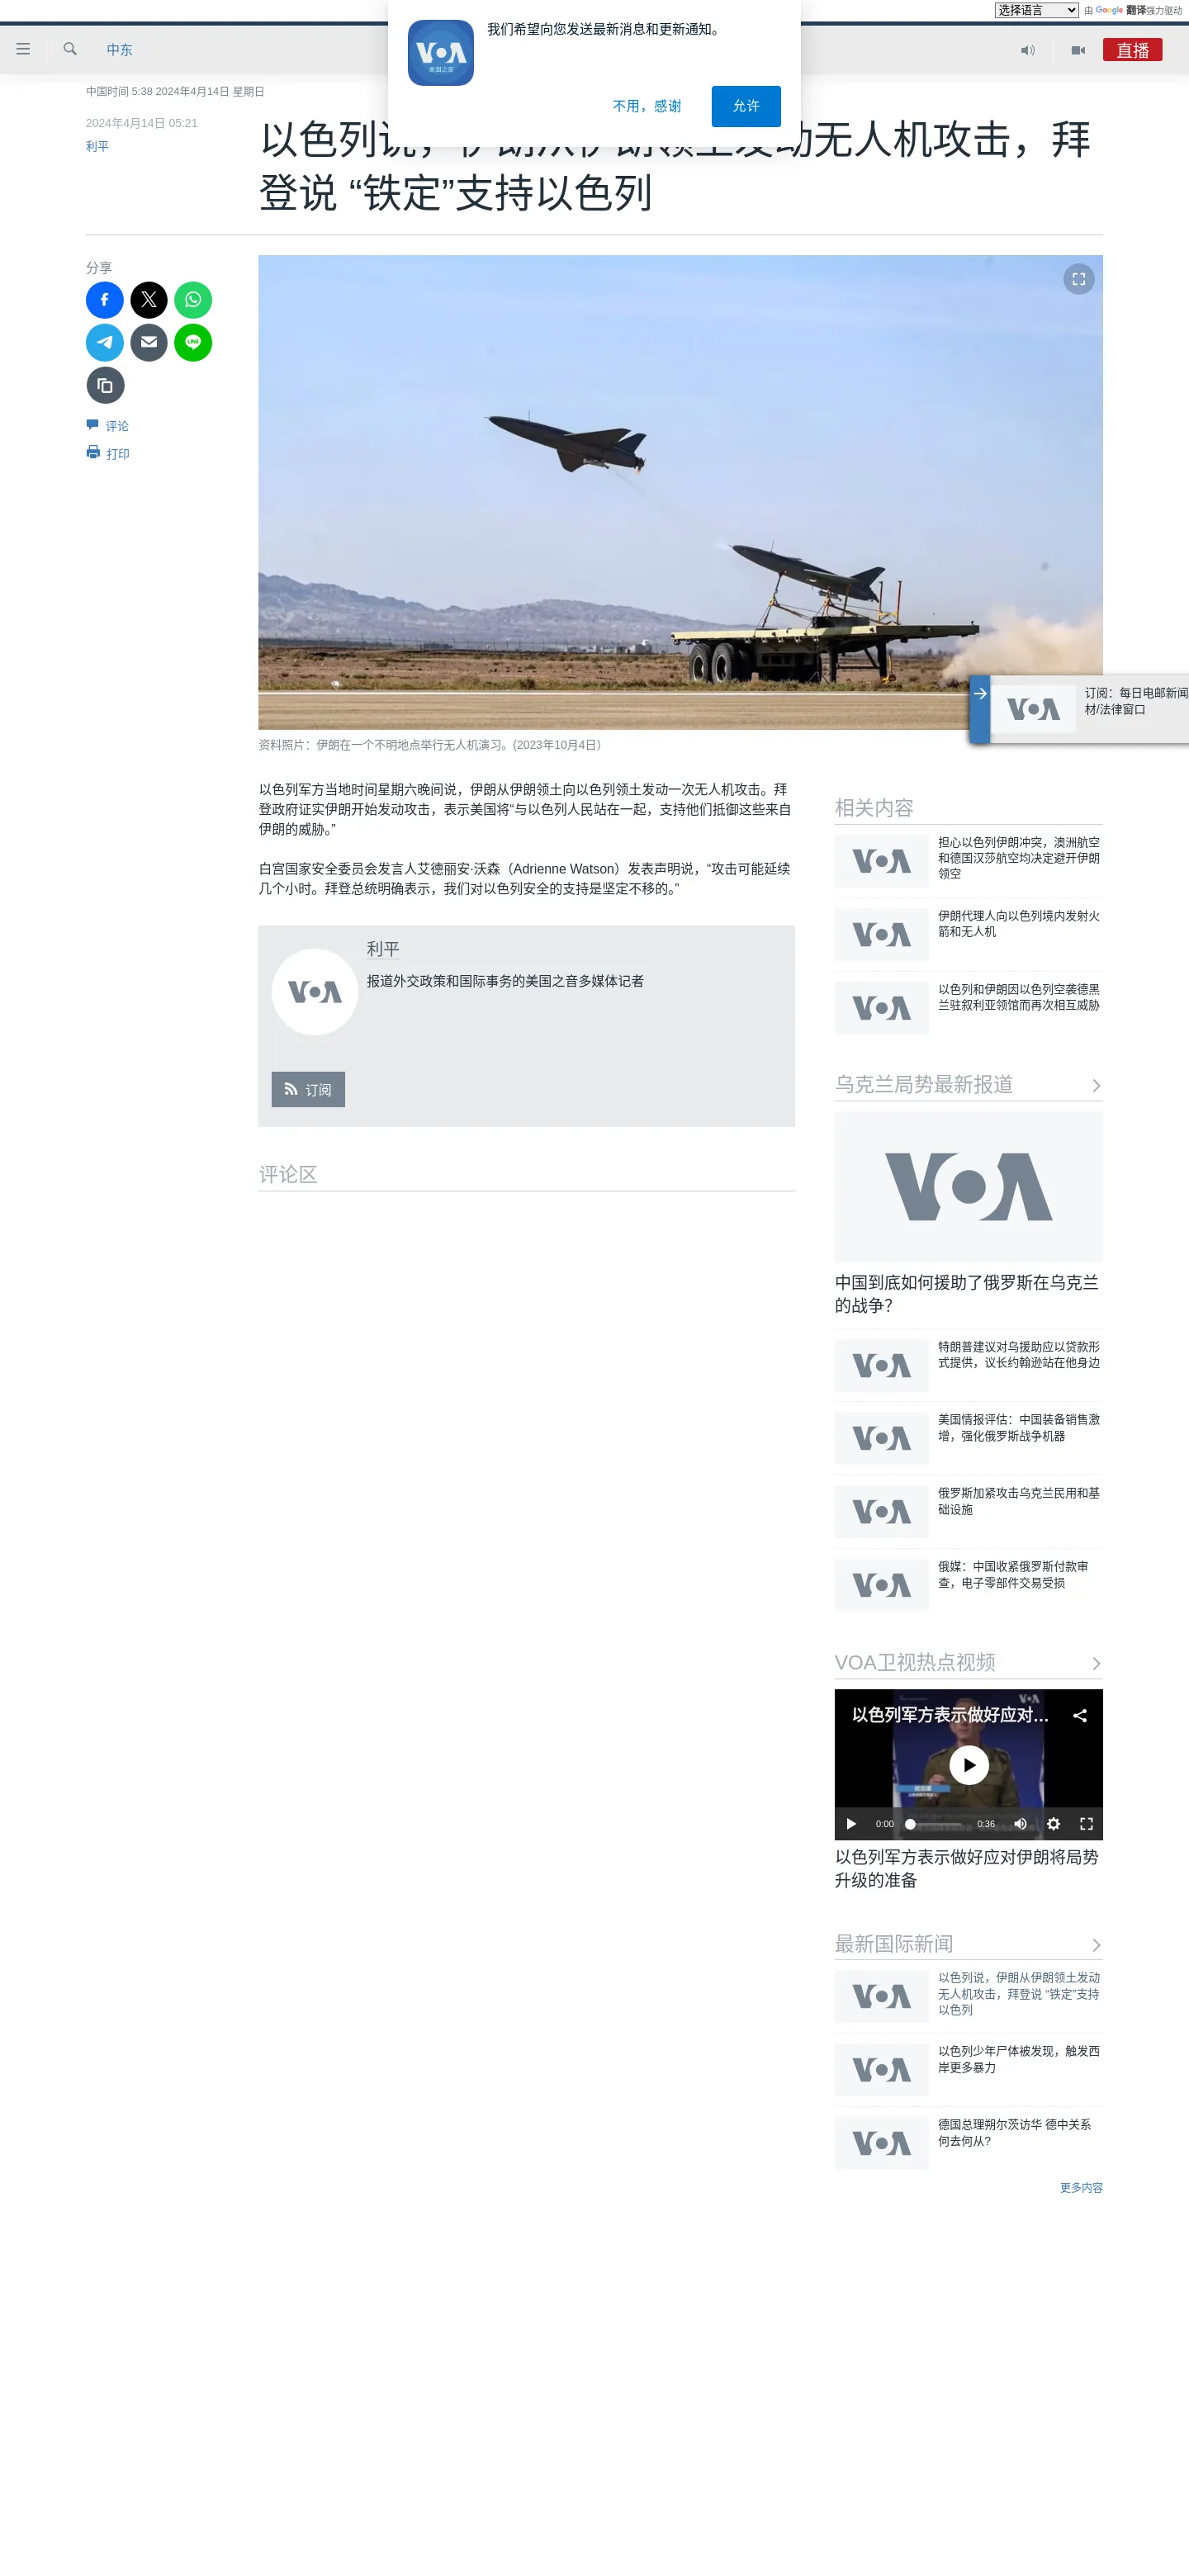 选择语言
由 Google 翻译强力驱动
我们希望向您发送最新消息和更新通知。
VOA
美国之音
不用，感谢
允许
中东
直播
中国时间 5:38 2024年4月14日 星期日
2024年4月14日 05:21
利平
以色列说，伊朗从伊朗领土发动无人机攻击，拜
登说 “铁定”支持以色列
分享
评论
打印
资料照片：伊朗在一个不明地点举行无人机演习。(2023年10月4日）
VOA
订阅：每日电邮新闻
材/法律窗口
以色列军方当地时间星期六晚间说，伊朗从伊朗领土向以色列领土发动一次无人机攻击。拜
登政府证实伊朗开始发动攻击，表示美国将“与以色列人民站在一起，支持他们抵御这些来自
伊朗的威胁。”
白宫国家安全委员会发言人艾德丽安·沃森（Adrienne Watson）发表声明说，“攻击可能延续
几个小时。拜登总统明确表示，我们对以色列安全的支持是坚定不移的。”
VOA
利平
报道外交政策和国际事务的美国之音多媒体记者
订阅
评论区
相关内容
VOA
担心以色列伊朗冲突，澳洲航空
和德国汉莎航空均决定避开伊朗
领空
VOA
伊朗代理人向以色列境内发射火
箭和无人机
VOA
以色列和伊朗因以色列空袭德黑
兰驻叙利亚领馆而再次相互威胁
乌克兰局势最新报道
VOA
中国到底如何援助了俄罗斯在乌克兰
的战争？
VOA
特朗普建议对乌援助应以贷款形
式提供，议长约翰逊站在他身边
VOA
美国情报评估：中国装备销售激
增，强化俄罗斯战争机器
VOA
俄罗斯加紧攻击乌克兰民用和基
础设施
VOA
俄媒：中国收紧俄罗斯付款审
查，电子零部件交易受损
VOA卫视热点视频
VOA
以色列军方表示做好应对...
0:00
0:36
以色列军方表示做好应对伊朗将局势
升级的准备
最新国际新闻
VOA
以色列说，伊朗从伊朗领土发动
无人机攻击，拜登说 “铁定”支持
以色列
VOA
以色列少年尸体被发现，触发西
岸更多暴力
VOA
德国总理朔尔茨访华 德中关系
何去何从?
更多内容